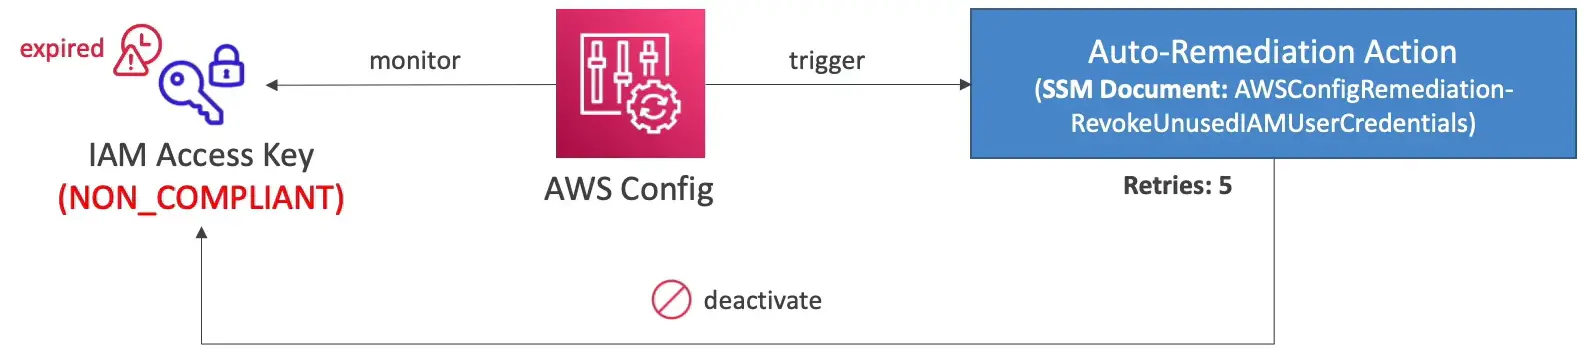 expired
monitor
trigger
Auto-Remediation Action
(SSM Document: AWSConfigRemediation-
RevokeUnusedIAMUserCredentials)
IAM Access Key
(NON_COMPLIANT)
AWS Config
Retries: 5
deactivate